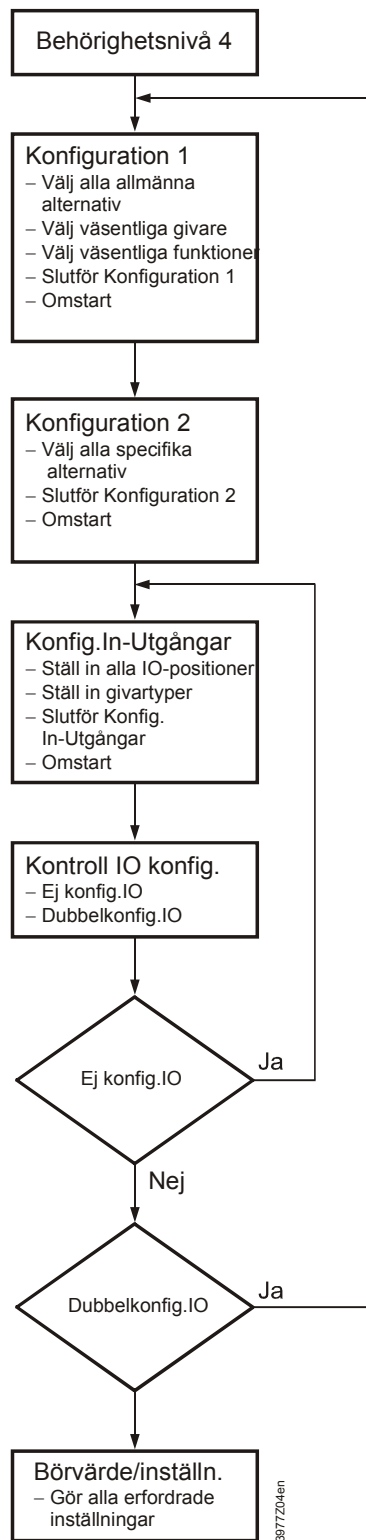 Behörighetsnivå 4
Konfiguration 1
– Välj alla allmänna
alternativ
– Välj väsentliga givare
– Välj väsentliga funktioner
– Slutför Konfiguration 1
– Omstart
Konfiguration 2
– Välj alla specifika
alternativ
– Slutför Konfiguration 2
– Omstart
Konfig.In-Utgångar
– Ställ in alla IO-positioner
– Ställ in givartyper
– Slutför Konfig.
In-Utgångar
– Omstart
Kontroll IO konfig.
– Ej konfig.IO
– Dubbelkonfig.IO
Ej konfig.IO
Ja
Nej
Dubbelkonfig.IO
Ja
Börvärde/inställn.
– Gör alla erfordrade
inställningar
3977Z04en